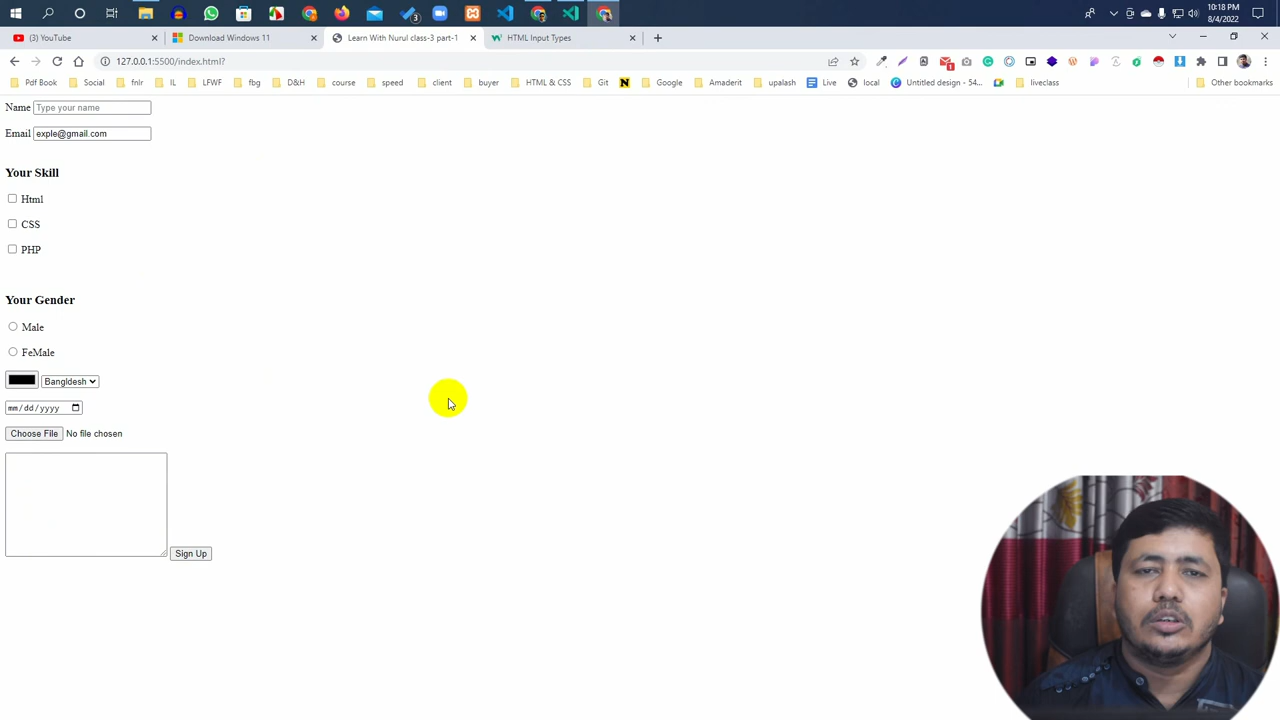 3
10:18 PM
8/4/2022
(3) YouTube
Download Windows 11
Learn With Nurul class-3 part-1
HTML Input Types
127.0.0.1:5500/index.html?
1
Pdf Book
Social
fnlr
IL
LFWF
fbg
D&H
course
speed
client
buyer
HTML & CSS
Git
N
Google
Amaderit
upalash
Live
local
Untitled design - 54...
liveclass
Other bookmarks
Name Type your name
Email exple@gmail.com
Your Skill
Html
CSS
PHP
Your Gender
Male
FeMale
Bangldesh
mm/dd/yyyy
Choose File No file chosen
Sign Up